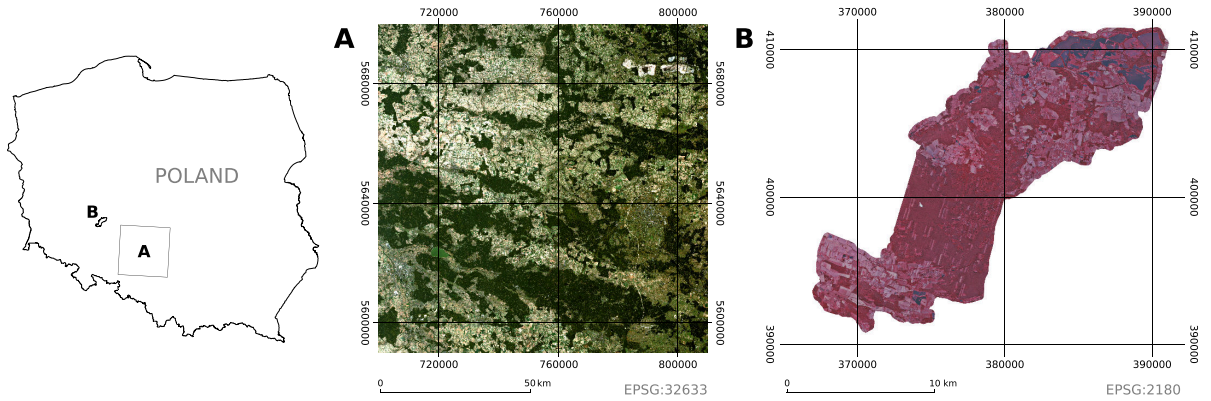 POLAND
B
A
A
720000 760000 800000
5680000 5680000
5640000 5640000
5600000 5600000
720000 760000 800000
0 50 km
EPSG:32633
B
370000 380000 390000
410000 410000
400000 400000
390000 390000
370000 380000 390000
0 10 km
EPSG:2180